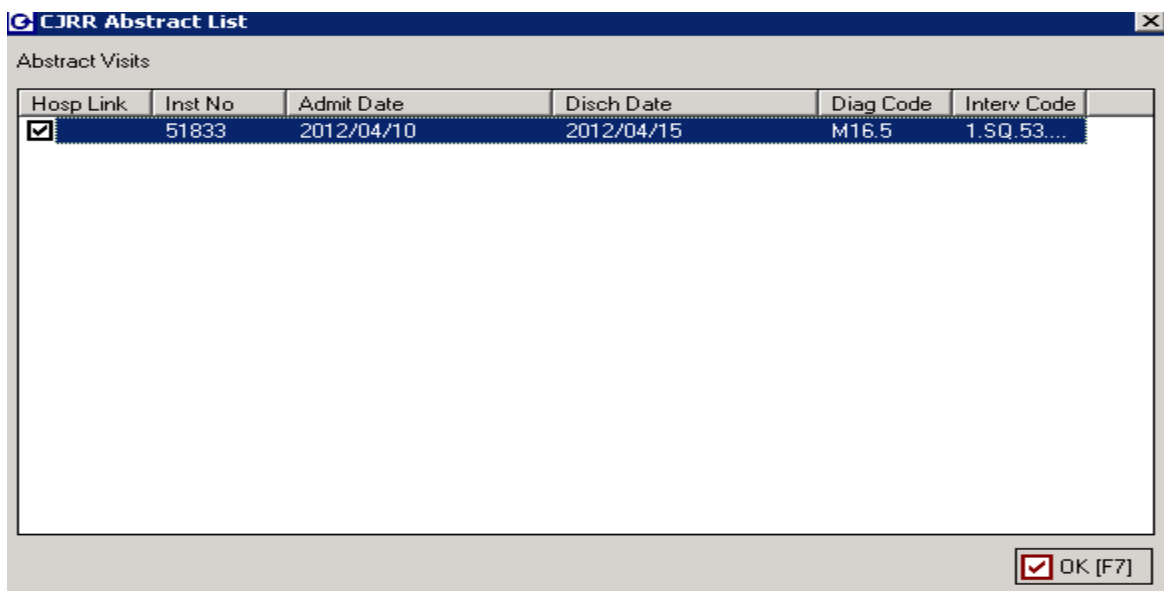 CJRR Abstract List
Abstract Visits
Hosp Link Inst No Admit Date Disch Date Diag Code Interv Code
51833 2012/04/10 2012/04/15 M16.5 1.SQ.53....
OK [F7]